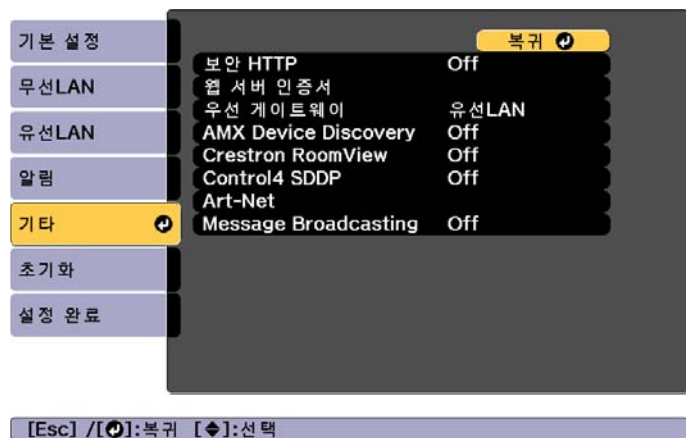 기본 설정
무선LAN
유선LAN
알림
기타
초기화
설정 완료
복귀
보안 HTTP Off
웹 서버 인증서
우선 게이트웨이 유선LAN
AMX Device Discovery Off
Crestron RoomView Off
Control4 SDDP Off
Art-Net
Message Broadcasting Off
[Esc] /[⏎]:복귀 [◆]:선택